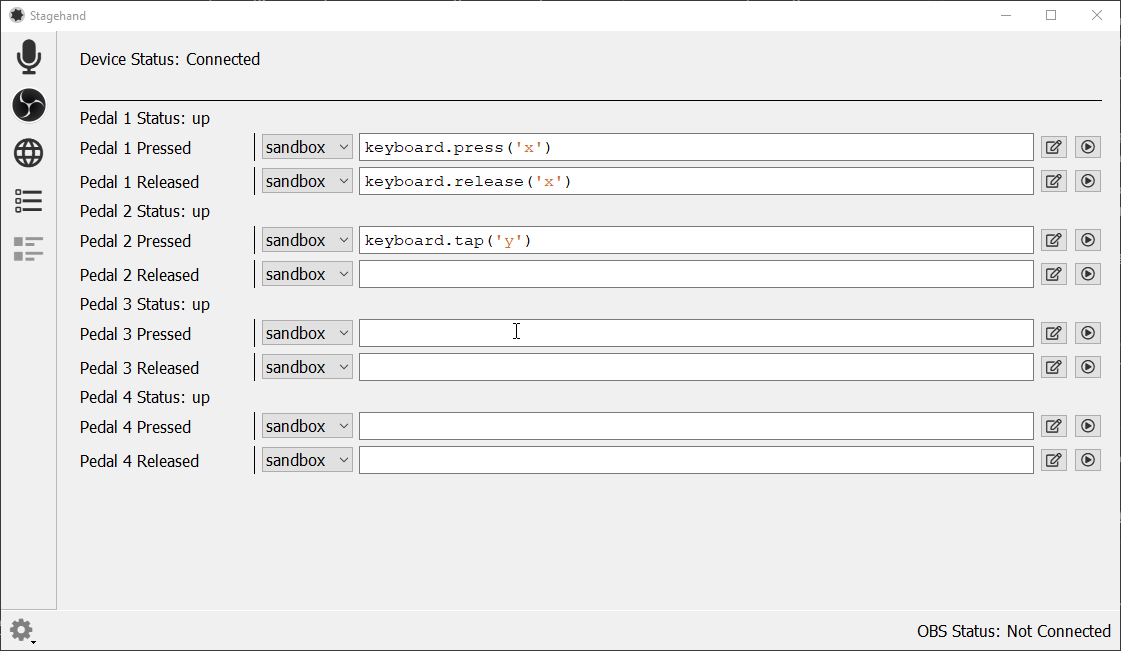 Stagehand
Device Status: Connected
Pedal 1 Status: up
Pedal 1 Pressed sandbox keyboard.press('x')
Pedal 1 Released sandbox keyboard.release('x')
Pedal 2 Status: up
Pedal 2 Pressed sandbox keyboard.tap('y')
Pedal 2 Released sandbox
Pedal 3 Status: up
Pedal 3 Pressed sandbox
Pedal 3 Released sandbox
Pedal 4 Status: up
Pedal 4 Pressed sandbox
Pedal 4 Released sandbox
OBS Status: Not Connected